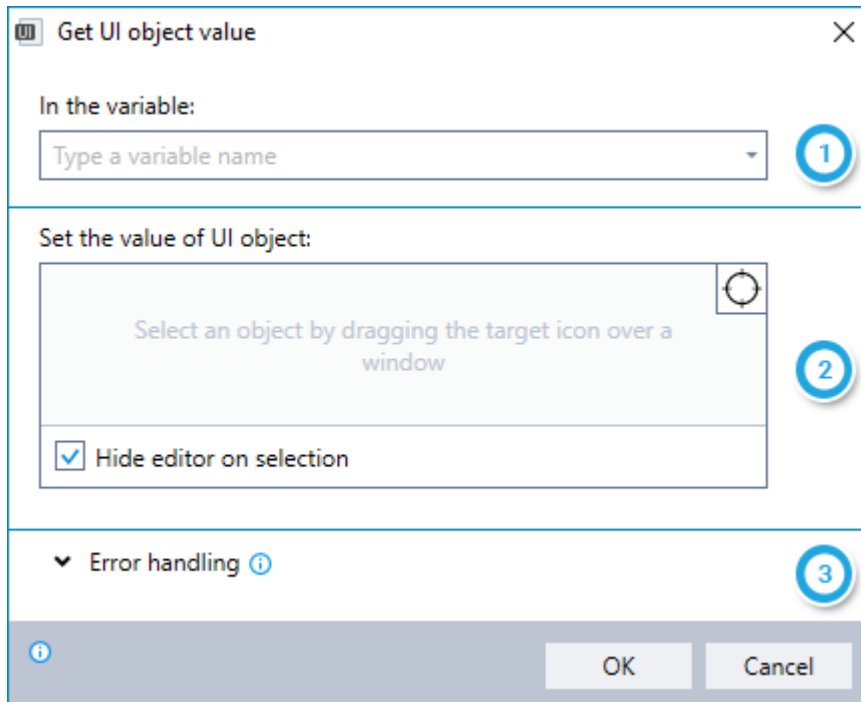 Get UI object value
In the variable:
Type a variable name
1
Set the value of UI object:
Select an object by dragging the target icon over a
window
2
Hide editor on selection
Error handling
3
OK Cancel